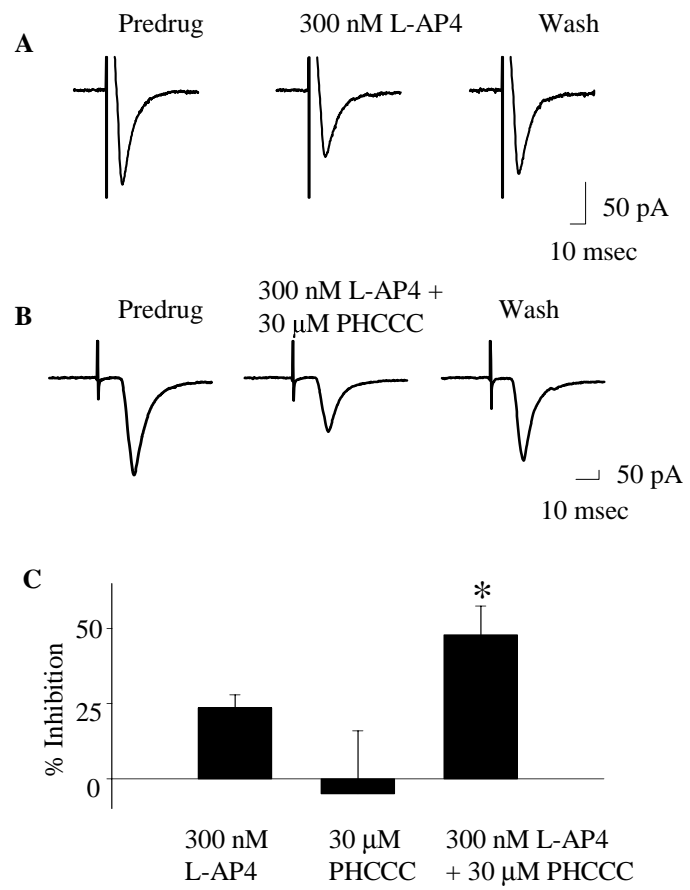 A
Predrug
300 nM L-AP4
Wash
50 pA
10 msec
B
Predrug
300 nM L-AP4 +
30 μM PHCCC
Wash
50 pA
10 msec
C
% Inhibition
50
25
0
*
300 nM
L-AP4
30 μM
PHCCC
300 nM L-AP4
+ 30 μM PHCCC